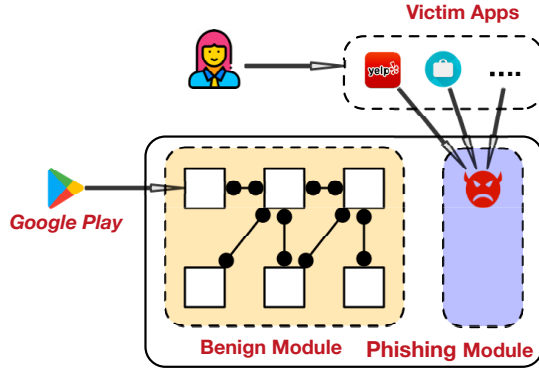 Victim Apps
yelp
....
Google Play
Benign Module
Phishing Module